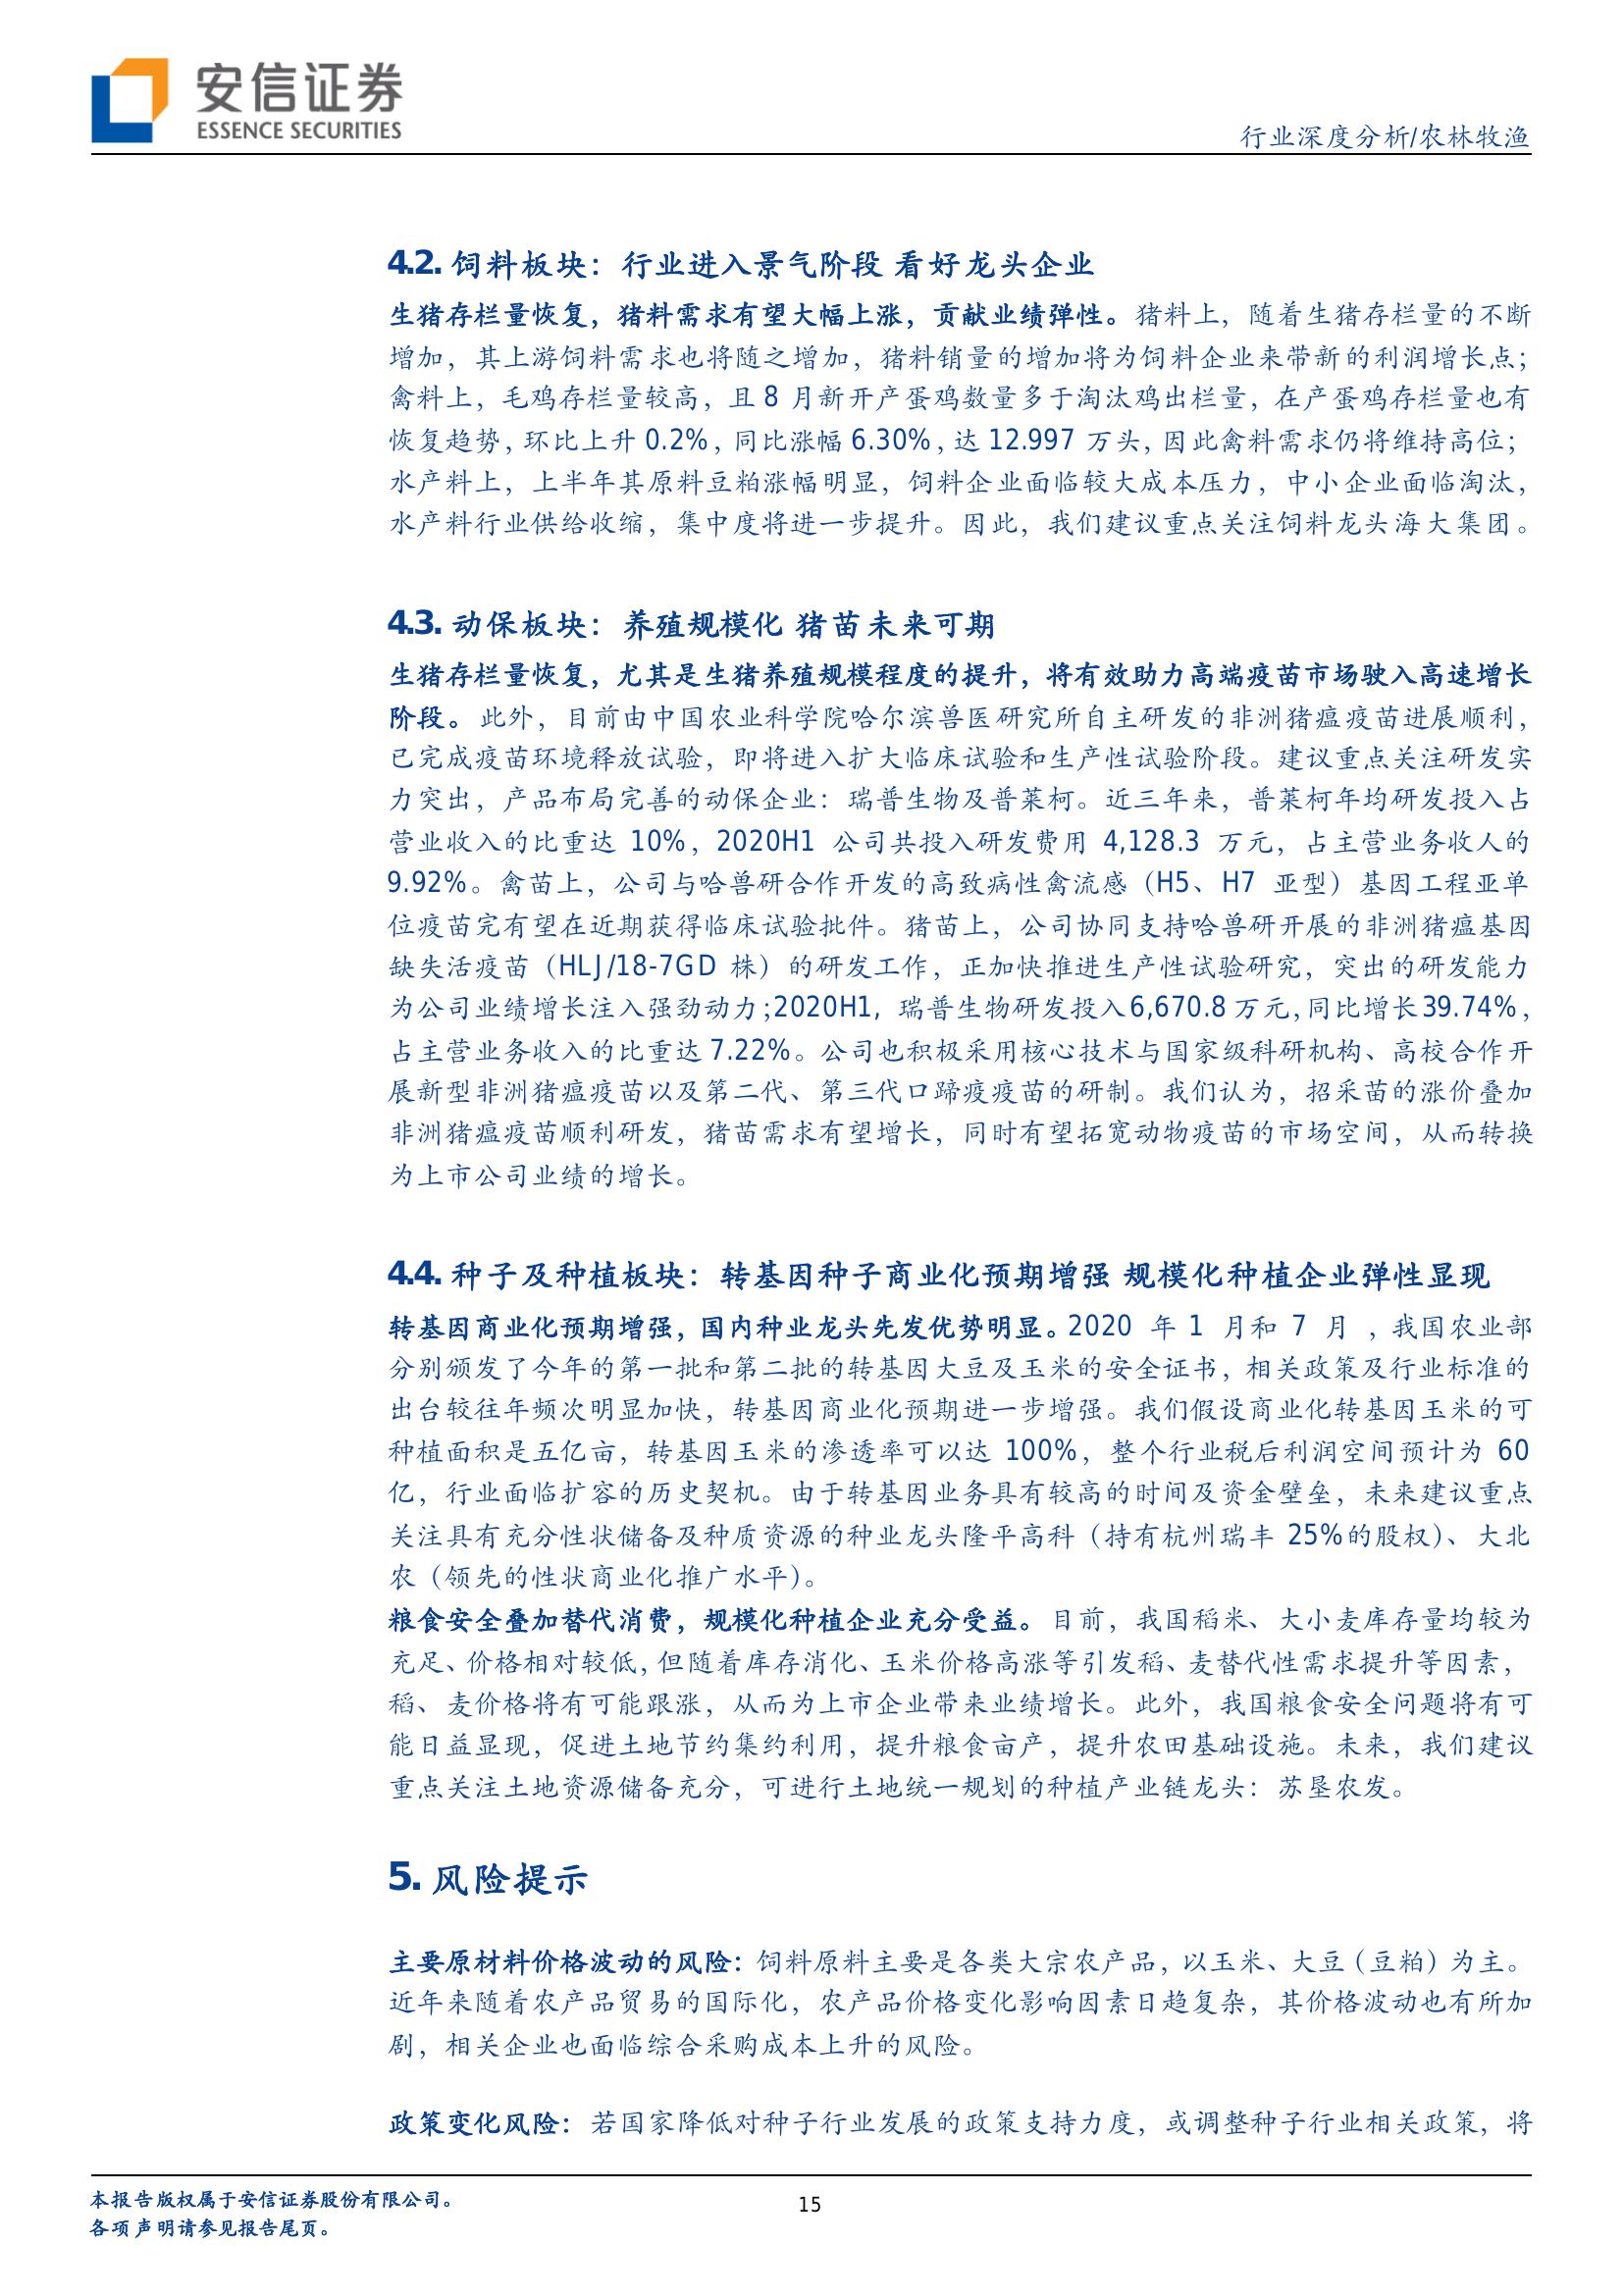 安信证券
ESSENCE SECURITIES
行业深度分析/农林牧渔
4.2. 饲料板块：行业进入景气阶段 看好龙头企业
生猪存栏量恢复，猪料需求有望大幅上涨，贡献业绩弹性。猪料上，随着生猪存栏量的不断
增加，其上游饲料需求也将随之增加，猪料销量的增加将为饲料企业来带新的利润增长点；
禽料上，毛鸡存栏量较高，且 8 月新开产蛋鸡数量多于淘汰鸡出栏量，在产蛋鸡存栏量也有
恢复趋势，环比上升 0.2%，同比涨幅 6.30%，达 12.997 万头，因此禽料需求仍将维持高位；
水产料上，上半年其原料豆粕涨幅明显，饲料企业面临较大成本压力，中小企业面临淘汰，
水产料行业供给收缩，集中度将进一步提升。因此，我们建议重点关注饲料龙头海大集团。
4.3. 动保板块：养殖规模化 猪苗未来可期
生猪存栏量恢复，尤其是生猪养殖规模程度的提升，将有效助力高端疫苗市场驶入高速增长
阶段。此外，目前由中国农业科学院哈尔滨兽医研究所自主研发的非洲猪瘟疫苗进展顺利，
已完成疫苗环境释放试验，即将进入扩大临床试验和生产性试验阶段。建议重点关注研发实
力突出，产品布局完善的动保企业：瑞普生物及普莱柯。近三年来，普莱柯年均研发投入占
营业收入的比重达 10%，2020H1 公司共投入研发费用 4,128.3 万元，占主营业务收人的
9.92%。禽苗上，公司与哈兽研合作开发的高致病性禽流感（H5、H7 亚型）基因工程亚单
位疫苗完有望在近期获得临床试验批件。猪苗上，公司协同支持哈兽研开展的非洲猪瘟基因
缺失活疫苗（HLJ/18-7GD 株）的研发工作，正加快推进生产性试验研究，突出的研发能力
为公司业绩增长注入强劲动力；2020H1，瑞普生物研发投入 6,670.8 万元，同比增长 39.74%，
占主营业务收入的比重达 7.22%。公司也积极采用核心技术与国家级科研机构、高校合作开
展新型非洲猪瘟疫苗以及第二代、第三代口蹄疫疫苗的研制。我们认为，招采苗的涨价叠加
非洲猪瘟疫苗顺利研发，猪苗需求有望增长，同时有望拓宽动物疫苗的市场空间，从而转换
为上市公司业绩的增长。
4.4. 种子及种植板块：转基因种子商业化预期增强 规模化种植企业弹性显现
转基因商业化预期增强，国内种业龙头先发优势明显。2020 年 1 月和 7 月 ，我国农业部
分别颁发了今年的第一批和第二批的转基因大豆及玉米的安全证书，相关政策及行业标准的
出台较往年频次明显加快，转基因商业化预期进一步增强。我们假设商业化转基因玉米的可
种植面积是五亿亩，转基因玉米的渗透率可以达 100%，整个行业税后利润空间预计为 60
亿，行业面临扩容的历史契机。由于转基因业务具有较高的时间及资金壁垒，未来建议重点
关注具有充分性状储备及种质资源的种业龙头隆平高科（持有杭州瑞丰 25%的股权）、大北
农（领先的性状商业化推广水平）。
粮食安全叠加替代消费，规模化种植企业充分受益。目前，我国稻米、大小麦库存量均较为
充足、价格相对较低，但随着库存消化、玉米价格高涨等引发稻、麦替代性需求提升等因素，
稻、麦价格将有可能跟涨，从而为上市企业带来业绩增长。此外，我国粮食安全问题将有可
能日益显现，促进土地节约集约利用，提升粮食亩产，提升农田基础设施。未来，我们建议
重点关注土地资源储备充分，可进行土地统一规划的种植产业链龙头：苏垦农发。
5. 风险提示
主要原材料价格波动的风险：饲料原料主要是各类大宗农产品，以玉米、大豆（豆粕）为主。
近年来随着农产品贸易的国际化，农产品价格变化影响因素日趋复杂，其价格波动也有所加
剧，相关企业也面临综合采购成本上升的风险。
政策变化风险：若国家降低对种子行业发展的政策支持力度，或调整种子行业相关政策，将
本报告版权属于安信证券股份有限公司。
15
各项声明请参见报告尾页。